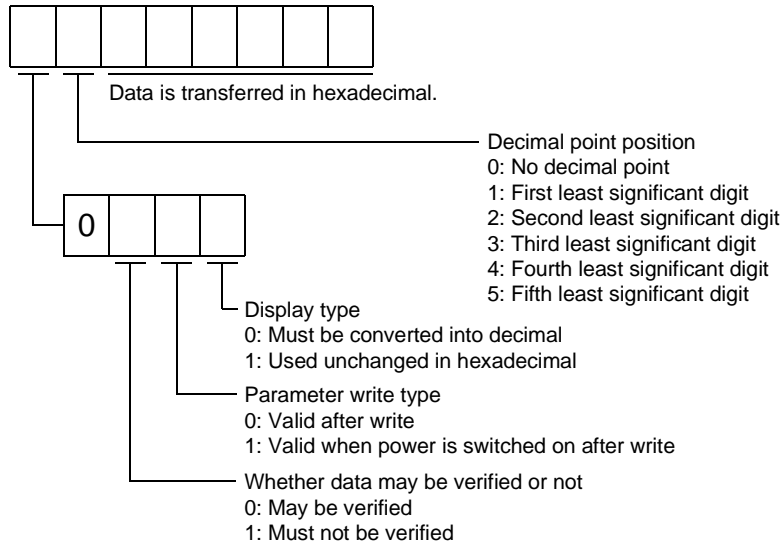 Data is transferred in hexadecimal.
Decimal point position
0: No decimal point
1: First least significant digit
2: Second least significant digit
3: Third least significant digit
4: Fourth least significant digit
5: Fifth least significant digit
0
Display type
0: Must be converted into decimal
1: Used unchanged in hexadecimal
Parameter write type
0: Valid after write
1: Valid when power is switched on after write
Whether data may be verified or not
0: May be verified
1: Must not be verified